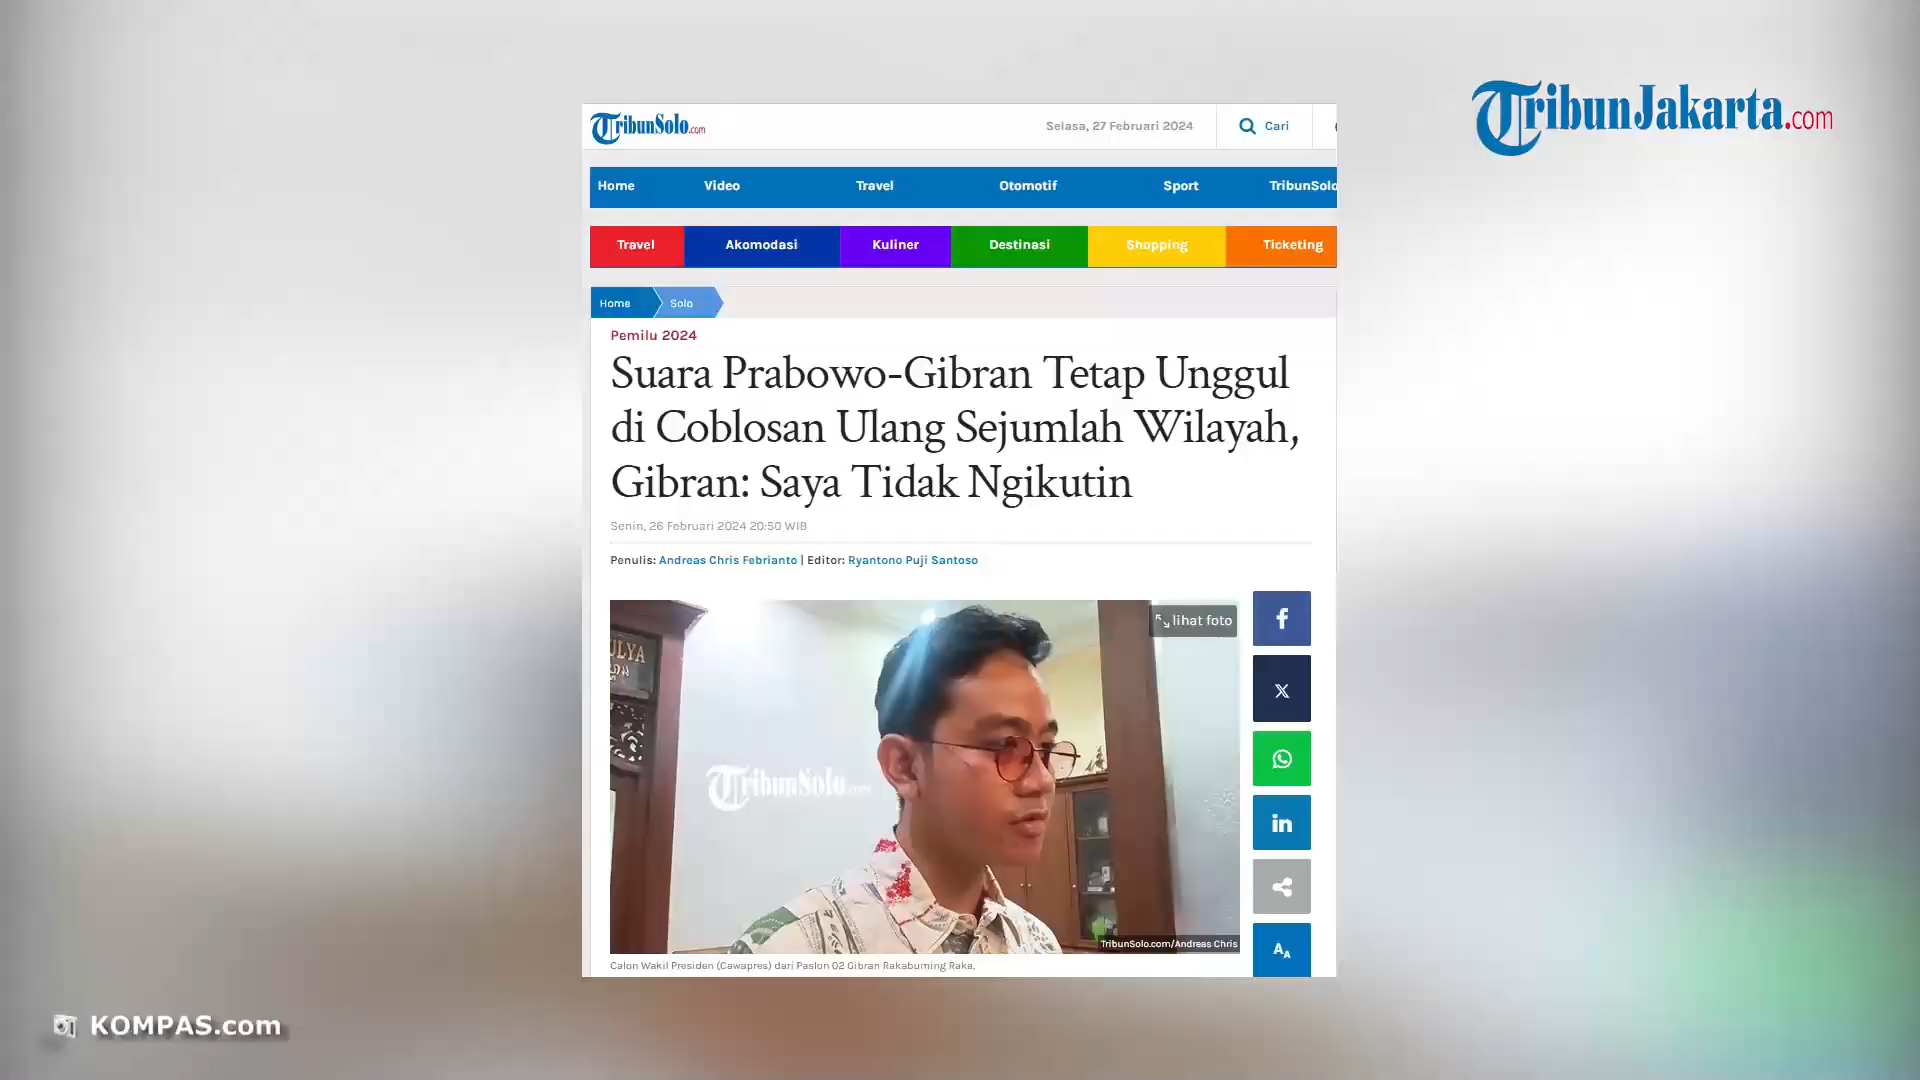 TribunJakarta.com
TribunSolo.com
Selasa, 27 Februari 2024
Cari
Home Video Travel Otomotif Sport TribunSolo
Travel Akomodasi Kuliner Destinasi Shopping Ticketing
Home Solo
Pemilu 2024
Suara Prabowo-Gibran Tetap Unggul
di Coblosan Ulang Sejumlah Wilayah,
Gibran: Saya Tidak Ngikutin
Senin, 26 Februari 2024 20:50 WIB
Penulis: Andreas Chris Febrianto | Editor: Ryantono Puji Santoso
lihat foto
TribunSolo.com
TribunSolo.com/Andreas Chris
Calon Wakil Presiden (Cawapres) dari Paslon 02 Gibran Rakabuming Raka.
KOMPAS.com